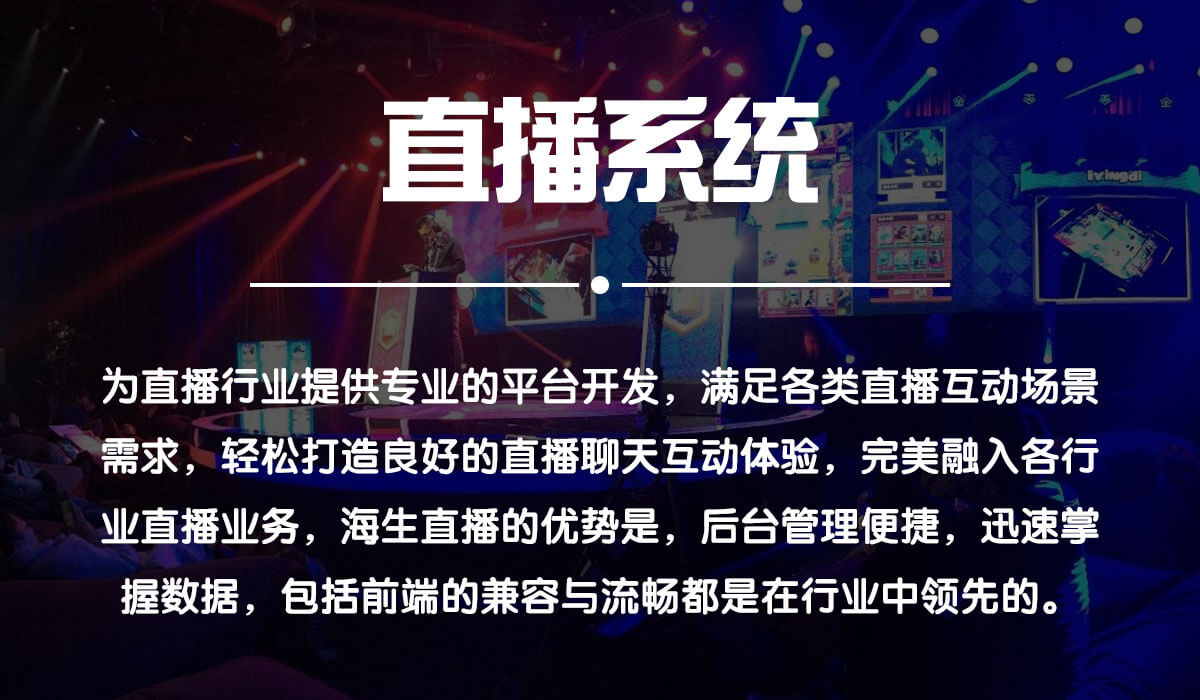 直播系统
为直播行业提供专业的平台开发，满足各类直播互动场景
需求，轻松打造良好的直播聊天互动体验，完美融入各行
业直播业务，海生直播的优势是，后台管理便捷，迅速掌
握数据，包括前端的兼容与流畅都是在行业中领先的。